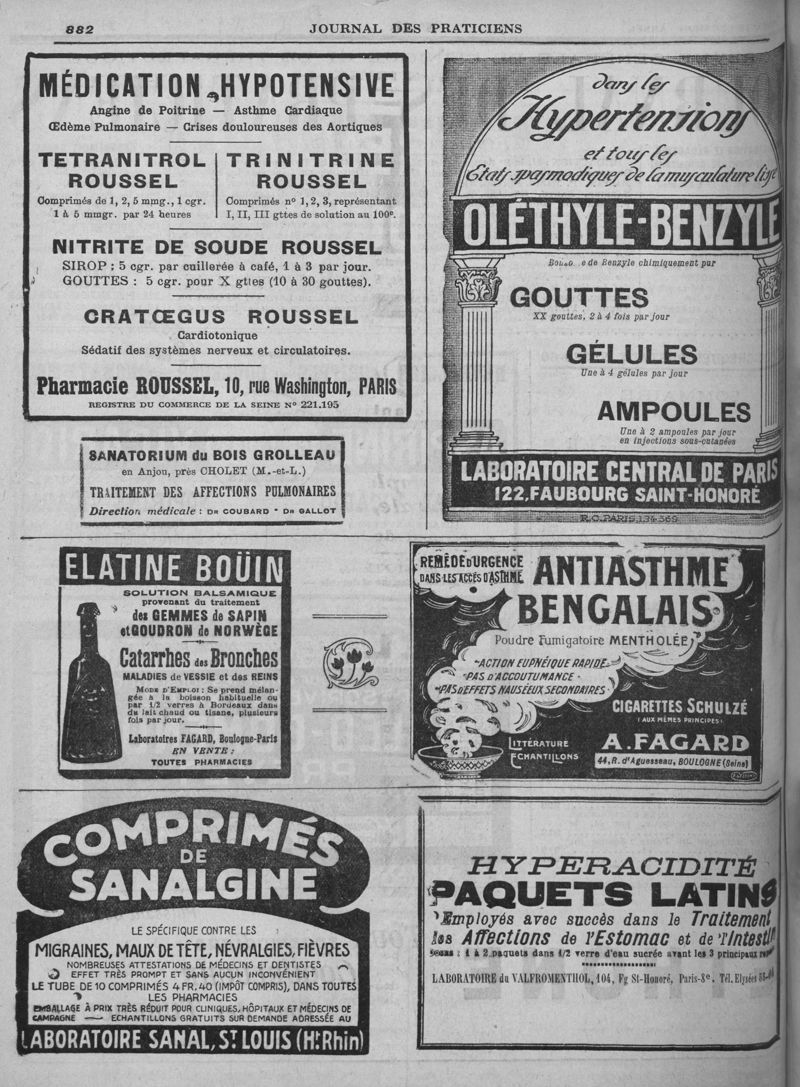 882
JOURNAL DES PRATICIENS
MÉDICATION HYPOTENSIVE
Angine de Poitrine — Asthme Cardiaque
Œdème Pulmonaire — Crises douloureuses des Aortiques
TETRANITROL
ROUSSEL
Comprimés de 1, 2, 5 mmg., 1 cgr.
1 à 5 mmgr. par 24 heures
TRINITRINE
ROUSSEL
Comprimés nº 1, 2, 3, représentant
I, II, III gttes de solution au 100e.
NITRITE DE SOUDE ROUSSEL
SIROP : 5 cgr. par cuillerée à café, 1 à 3 par jour.
GOUTTES : 5 cgr. pour X gttes (10 à 30 gouttes).
CRATŒGUS ROUSSEL
Cardiotonique
Sédatif des systèmes nerveux et circulatoires.
Pharmacie ROUSSEL, 10, rue Washington, PARIS
REGISTRE DU COMMERCE DE LA SEINE Nº 221.195
SANATORIUM du BOIS GROLLEAU
en Anjou, près CHOLET (M.-et-L.)
TRAITEMENT DES AFFECTIONS PULMONAIRES
Direction médicale : DR COUBARD - DR GALLOT
dans les
Hypertensions
et tous les
États spasmodiques de la musculature lisse
OLÉTHYLE-BENZYLE
de Benzyle chimiquement pur
GOUTTES
XX gouttes, 2 à 4 fois par jour
GÉLULES
Une à 4 gélules par jour
AMPOULES
Une à 2 ampoules par jour
en injections sous-cutanées
LABORATOIRE CENTRAL DE PARIS
122, FAUBOURG SAINT-HONORÉ
R.C. PARIS. 134.369
ELATINE BOÜIN
SOLUTION BALSAMIQUE
provenant du traitement
des GEMMES de SAPIN
et GOUDRON de NORWÈGE
Catarrhes des Bronches
MALADIES de VESSIE et des REINS
MODE D'EMPLOI : Se prend mélan-
gée à la boisson habituelle ou
par 1/2 verres à Bordeaux dans
du lait chaud ou tisane, plusieurs
fois par jour.
Laboratoires FAGARD, Boulogne-Paris
EN VENTE :
TOUTES PHARMACIES
REMÈDE D'URGENCE
DANS LES ACCÈS D'ASTHME
ANTIASTHME
BENGALAIS
Poudre Fumigatoire MENTHOLÉE
"ACTION EUPNÉIQUE RAPIDE.
"PAS D'ACCOUTUMANCE -
"PAS D'EFFETS NAUSÉEUX SECONDAIRES.
CIGARETTES SCHULZÉ
(AUX MÊMES PRINCIPES)
LITTÉRATURE
ÉCHANTILLONS
A. FAGARD
44, R. d'Aguesseau, BOULOGNE (Seine)
COMPRIMÉS
DE
SANALGINE
LE SPÉCIFIQUE CONTRE LES
MIGRAINES, MAUX DE TÊTE, NÉVRALGIES, FIÈVRES
NOMBREUSES ATTESTATIONS DE MÉDECINS ET DENTISTES
EFFET TRÈS PROMPT ET SANS AUCUN INCONVÉNIENT
LE TUBE DE 10 COMPRIMÉS 4 FR. 40 (IMPÔT COMPRIS), DANS TOUTES
LES PHARMACIES
EMBALLAGE À PRIX TRÈS RÉDUIT POUR CLINIQUES, HÔPITAUX ET MÉDECINS DE
CAMPAGNE — ECHANTILLONS GRATUITS SUR DEMANDE ADRESSÉE AU
LABORATOIRE SANAL, ST LOUIS (Ht Rhin)
HYPERACIDITÉ
PAQUETS LATINS
Employés avec succès dans le Traitement
les Affections de l'Estomac et de l'Intestin
1 à 2 paquets dans 1/2 verre d'eau sucrée avant les 3 principaux
LABORATOIRE du VALFROMENTHOL, 104, Fg St-Honoré, Paris-8e. Tél. Elysées